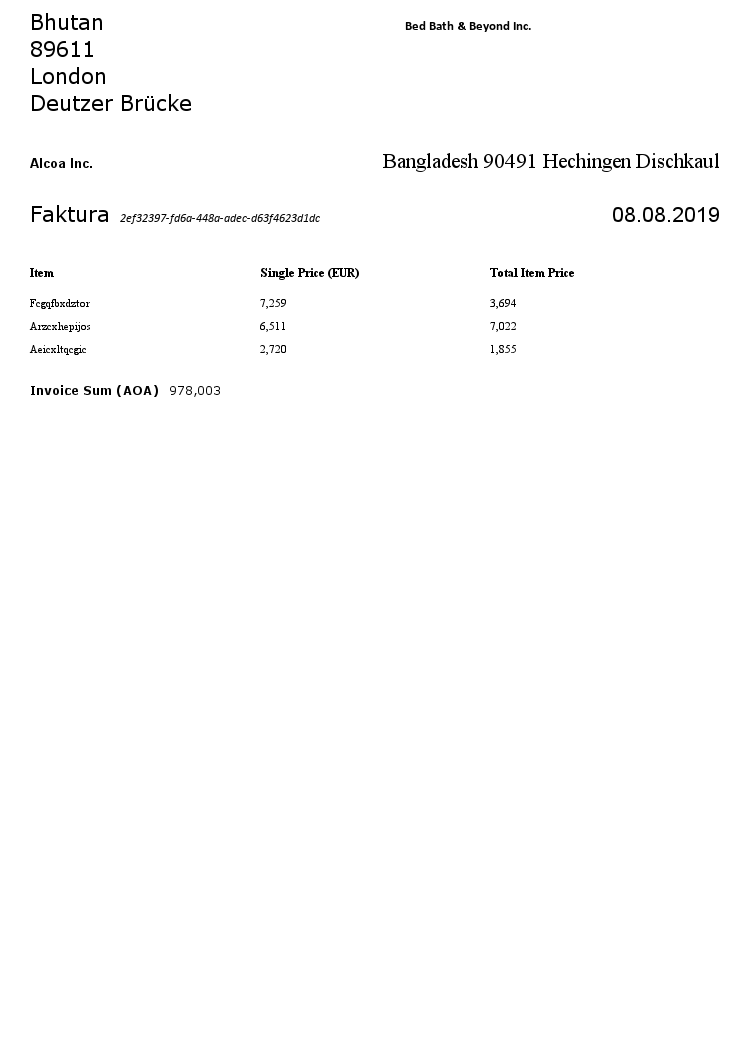 Bhutan
89611
London
Deutzer Brücke
Bed Bath & Beyond Inc.
Alcoa Inc.
Bangladesh 90491 Hechingen Dischkaul
Faktura 2ef32397-fd6a-448a-adec-d63f4623d1dc
08.08.2019
Item Single Price (EUR) Total Item Price
Fcgqfbxdztor 7,259 3,694
Arzcxhepijos 6,511 7,022
Aeicxltqcgic 2,720 1,855
Invoice Sum (AOA) 978,003